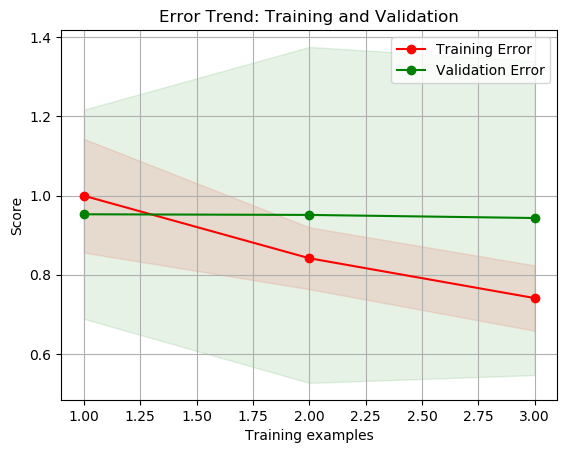 Error Trend: Training and Validation
1.4
1.2
1.0
0.8
0.6
Score
Training Error
Validation Error
1.00 1.25 1.50 1.75 2.00 2.25 2.50 2.75 3.00
Training examples